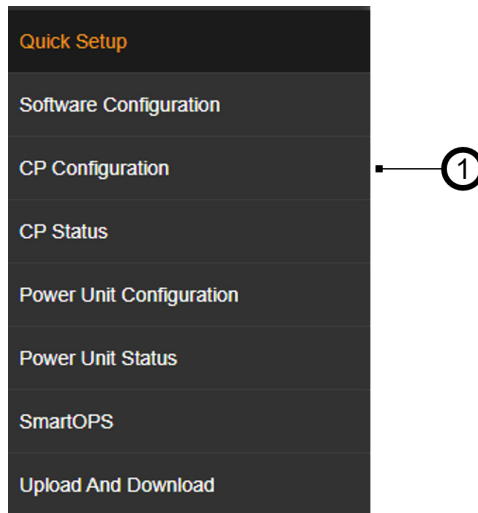 Quick Setup
Software Configuration
CP Configuration
1
CP Status
Power Unit Configuration
Power Unit Status
SmartOPS
Upload And Download